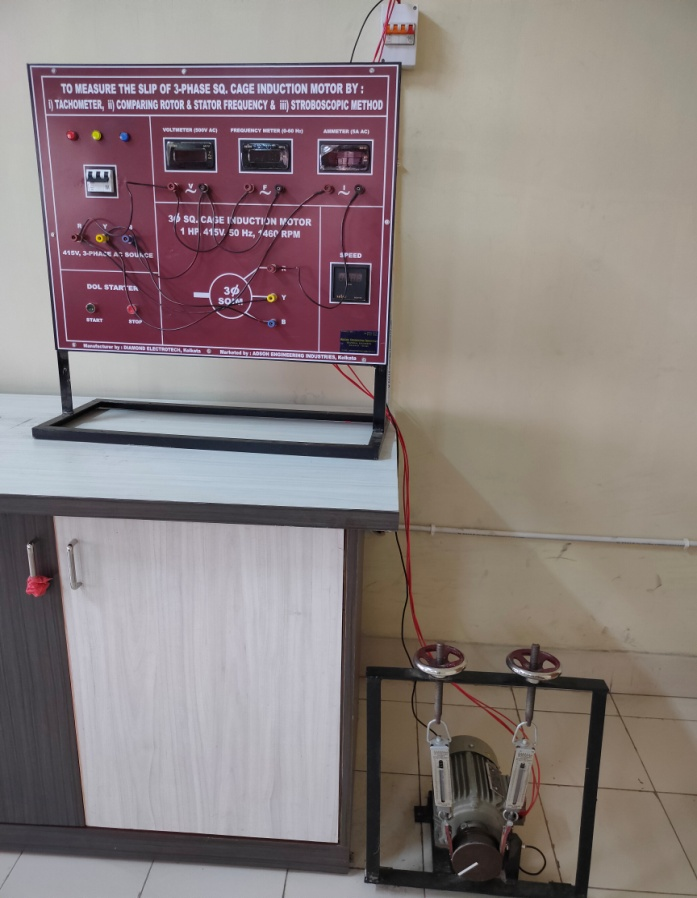 TO MEASURE THE SLIP OF 3-PHASE SQ. CAGE INDUCTION MOTOR BY :
i) TACHOMETER, ii) COMPARING ROTOR & STATOR FREQUENCY & iii) STROBOSCOPIC METHOD
VOLTMETER (500V AC)
FREQUENCY METER (0-60 Hz)
AMMETER (5A AC)
V
F
I
R
Y
415V, 3-PHASE AC SOURCE
3Φ SQ. CAGE INDUCTION MOTOR
1 HP, 415V, 50 Hz, 1460 RPM
SPEED
DOL STARTER
START
STOP
3Φ
SQIM
Y
B
Manufacturer by : DIAMOND ELECTROTECH, Kolkata
Marketed by : ADSON ENGINEERING INDUSTRIES, Kolkata